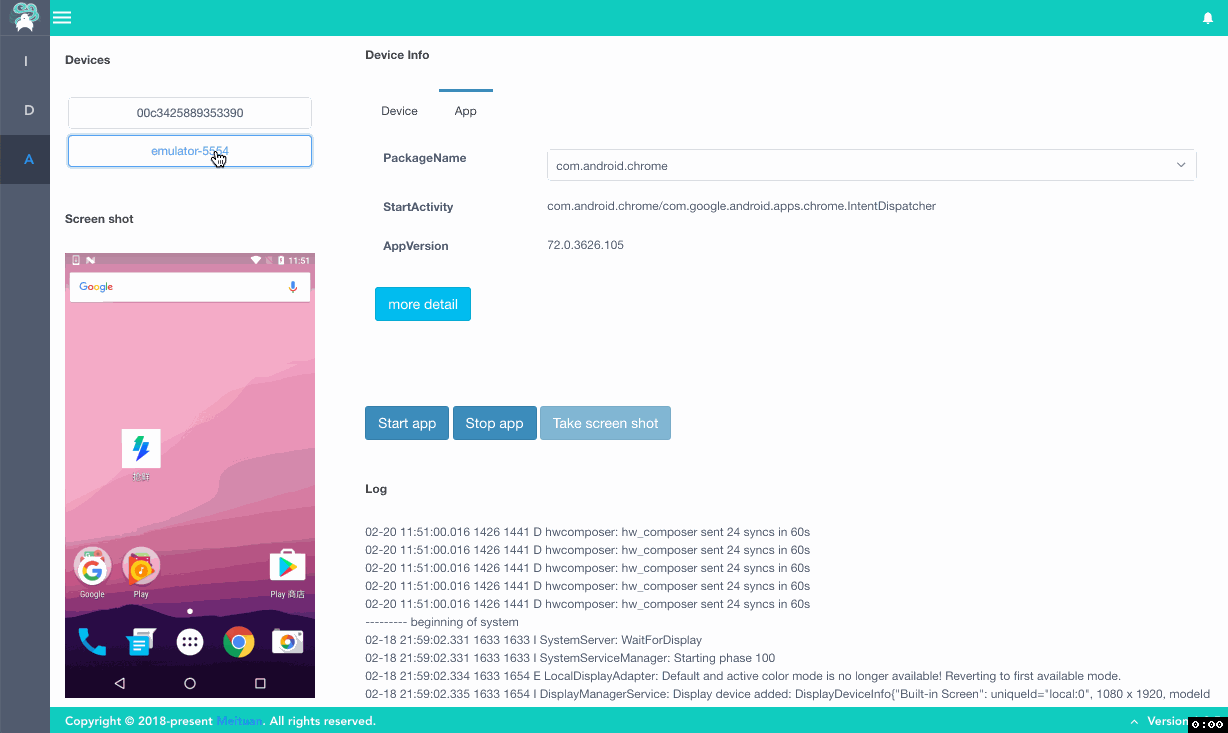 I
D
A
Devices
00c3425889353390
emulator-5554
Screen shot
11:51
Google
Google
Play
Play 商店
Device Info
Device
App
PackageName
com.android.chrome
StartActivity
com.android.chrome/com.google.android.apps.chrome.IntentDispatcher
AppVersion
72.0.3626.105
more detail
Start app
Stop app
Take screen shot
Log
02-20 11:51:00.016 1426 1441 D hwcomposer: hw_composer sent 24 syncs in 60s
02-20 11:51:00.016 1426 1441 D hwcomposer: hw_composer sent 24 syncs in 60s
02-20 11:51:00.016 1426 1441 D hwcomposer: hw_composer sent 24 syncs in 60s
02-20 11:51:00.016 1426 1441 D hwcomposer: hw_composer sent 24 syncs in 60s
02-20 11:51:00.016 1426 1441 D hwcomposer: hw_composer sent 24 syncs in 60s
--------- beginning of system
02-18 21:59:02.331 1633 1633 I SystemServer: WaitForDisplay
02-18 21:59:02.331 1633 1633 I SystemServiceManager: Starting phase 100
02-18 21:59:02.334 1633 1654 E LocalDisplayAdapter: Default and active color mode is no longer available! Reverting to first available mode.
02-18 21:59:02.335 1633 1654 I DisplayManagerService: Display device added: DisplayDeviceInfo{"Built-in Screen": uniqueId="local:0", 1080 x 1920, modeId
Copyright © 2018-present Meituan. All rights reserved.
Version
0:00